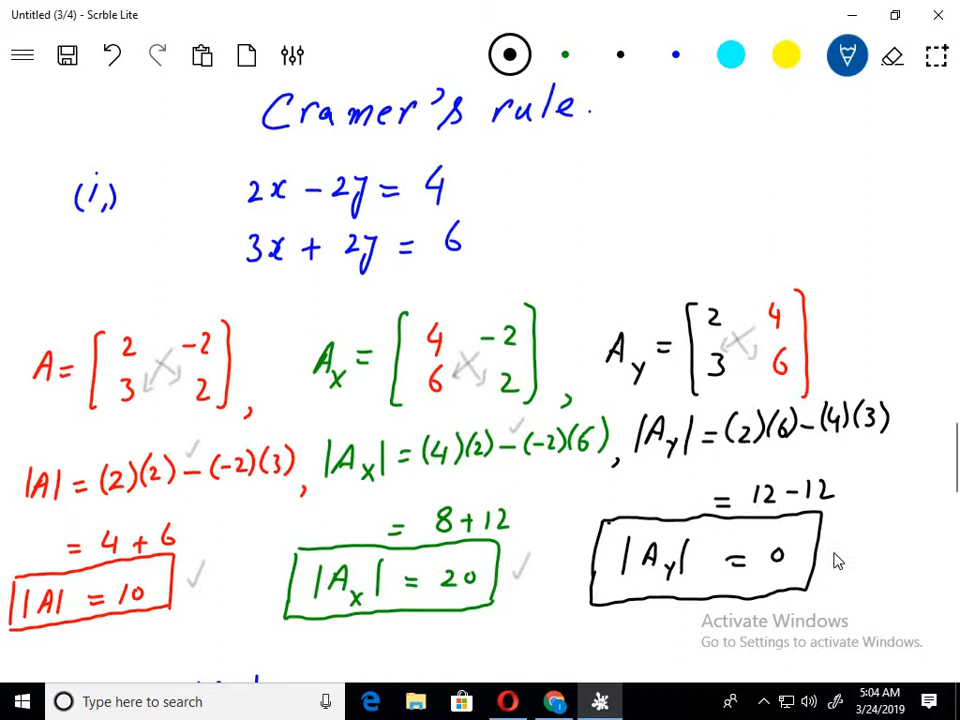 Untitled (3/4) - Scrble Lite
Cramer's rule.
(i,) 2x - 2y = 4
3x + 2y = 6
A = [2 -2
3 2],
Ax = [4 -2
6 2],
Ay = [2 4
3 6]
|A| = (2)(2) - (-2)(3),
|Ax| = (4)(2) - (-2)(6),
|Ay| = (2)(6) - (4)(3)
= 4 + 6
= 8 + 12
= 12 - 12
|A| = 10
|Ax| = 20
|Ay| = 0
Activate Windows
Go to Settings to activate Windows.
Type here to search
5:04 AM
3/24/2019